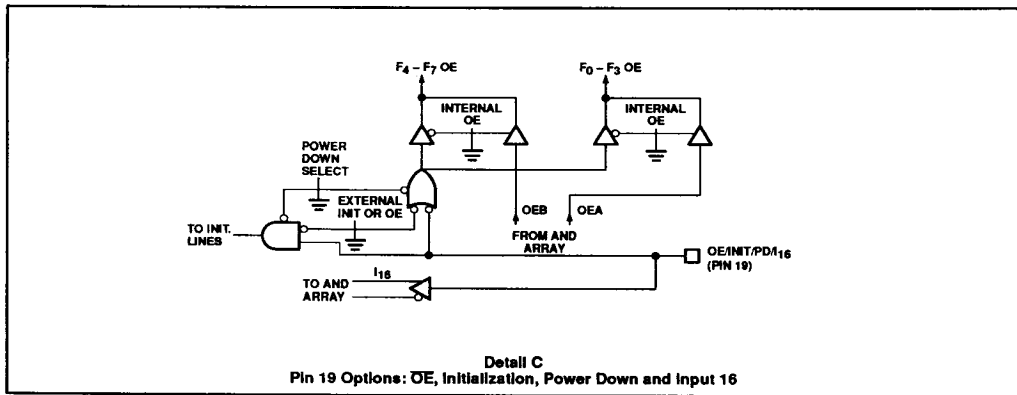 F4 – F7 OE
F0 – F3 OE
INTERNAL
OE
INTERNAL
OE
POWER
DOWN
SELECT
EXTERNAL
INIT OR OE
OEB
OEA
TO INIT.
LINES
FROM AND
ARRAY
OE/INIT/PD/I16
(PIN 19)
I16
TO AND
ARRAY
Detail C
Pin 19 Options: O̅E̅, Initialization, Power Down and Input 16